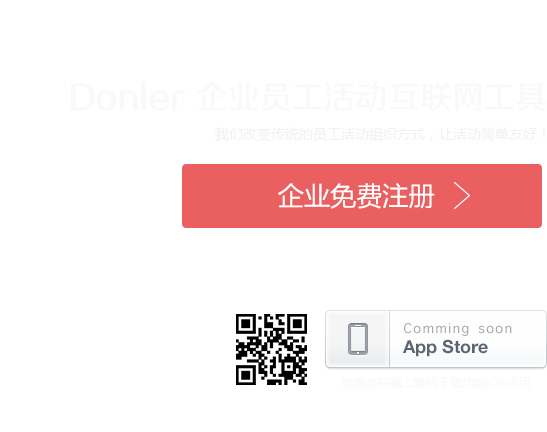 Donler 企业员工活动互联网工具
我们改变传统的员工活动组织方式，让活动简单友好！
企业免费注册
Comming soon
App Store